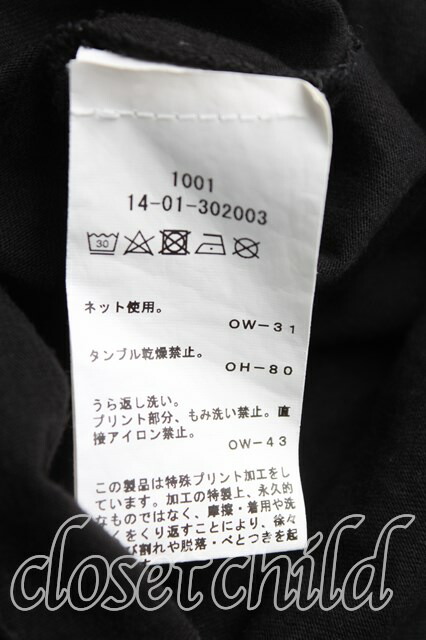 1001
14-01-302003
30
ネット使用。
OW-31
タンブル乾燥禁止。
OH-80
うら返し洗い。
プリント部分、もみ洗い禁止。直
接アイロン禁止。
OW-43
この製品は特殊プリント加工をし
ています。加工の特製上、永久的
なものではなく、摩擦・着用や洗
くをくり返すことにより、徐々
び割れや脱落・べとつきを起
closet child